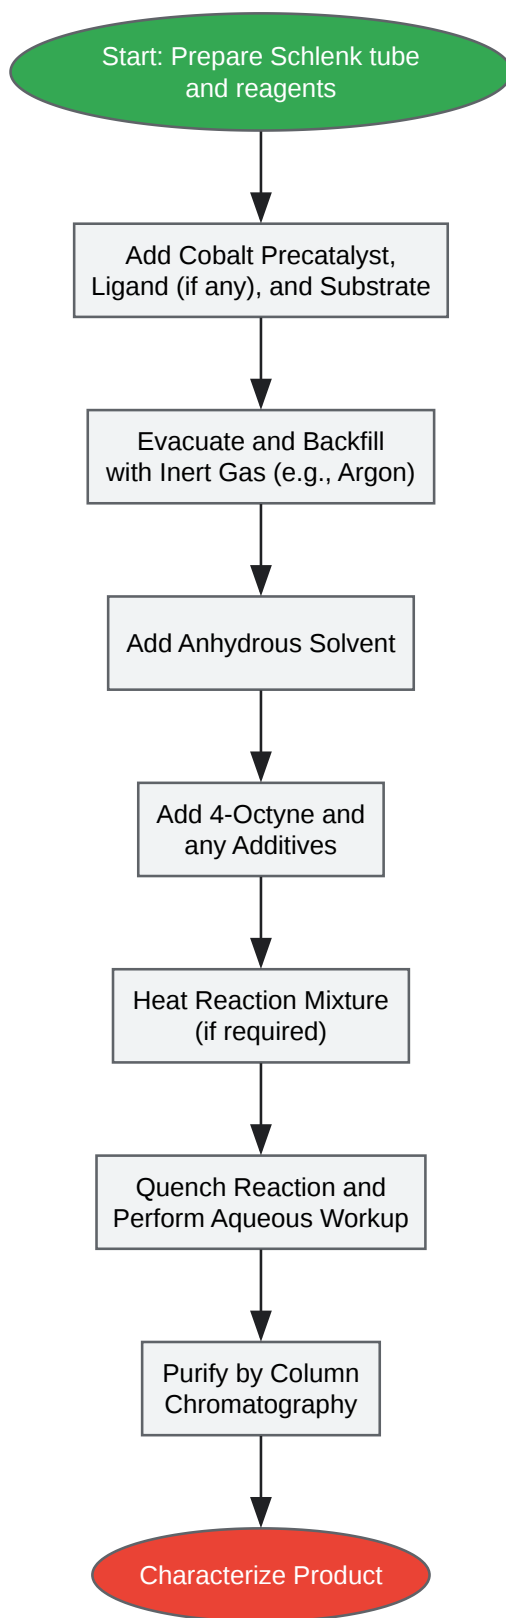 Start: Prepare Schlenk tube
and reagents
Add Cobalt Precatalyst,
Ligand (if any), and Substrate
Evacuate and Backfill
with Inert Gas (e.g., Argon)
Add Anhydrous Solvent
Add 4-Octyne and
any Additives
Heat Reaction Mixture
(if required)
Quench Reaction and
Perform Aqueous Workup
Purify by Column
Chromatography
Characterize Product